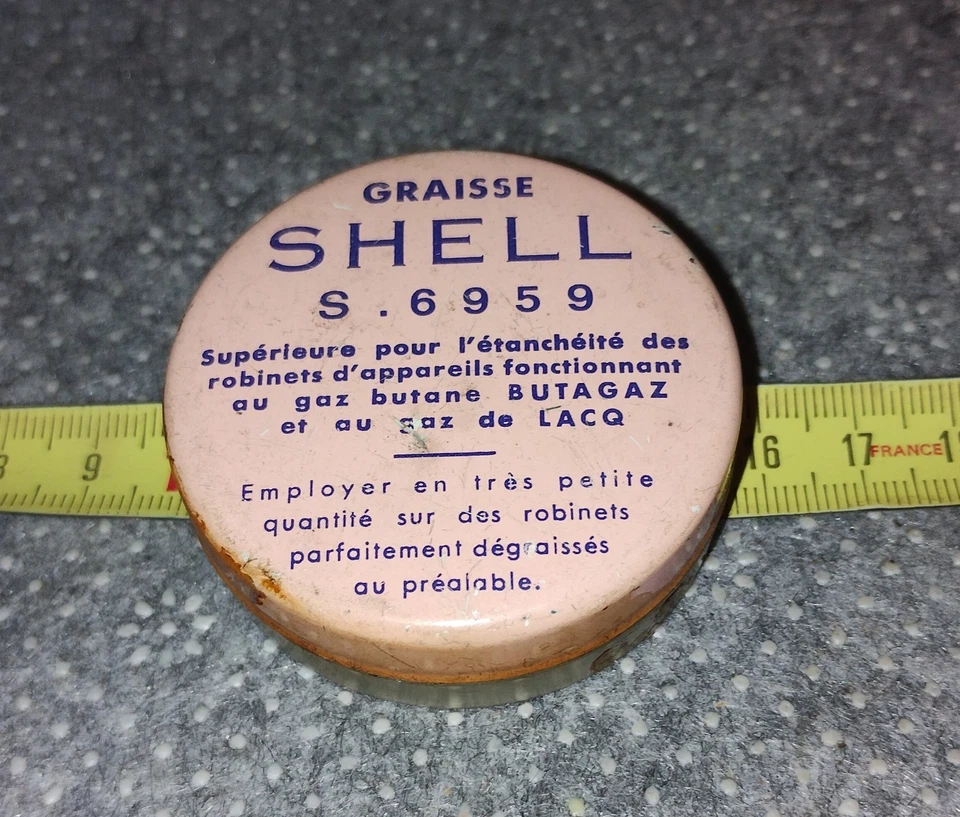 GRAISSE
SHELL
S.6959
Supérieure pour l'étanchéité des
robinets d'appareils fonctionnant
au gaz butane BUTAGAZ
et au gaz de LACQ
Employer en très petite
quantité sur des robinets
parfaitement dégraissés
au préalable.
9
16
17 FRANCE